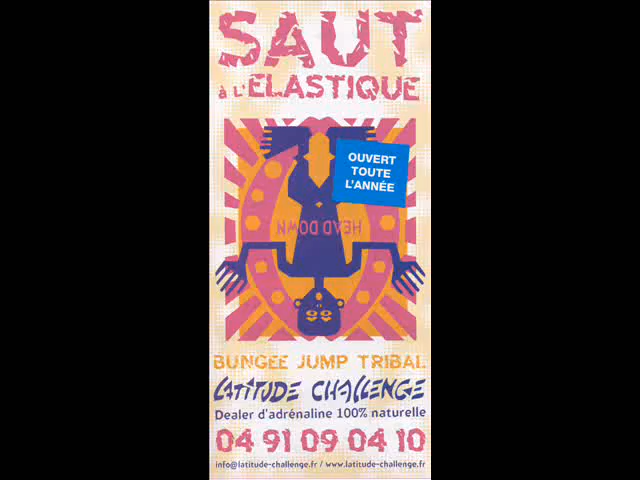 SAUT
à L'ELASTIQUE
OUVERT
TOUTE
L'ANNÉE
HEAD DOWN
BUNGEE JUMP TRIBAL
LATITUDE CHALLENGE
Dealer d'adrénaline 100% naturelle
04 91 09 04 10
info@latitude-challenge.fr / www.latitude-challenge.fr